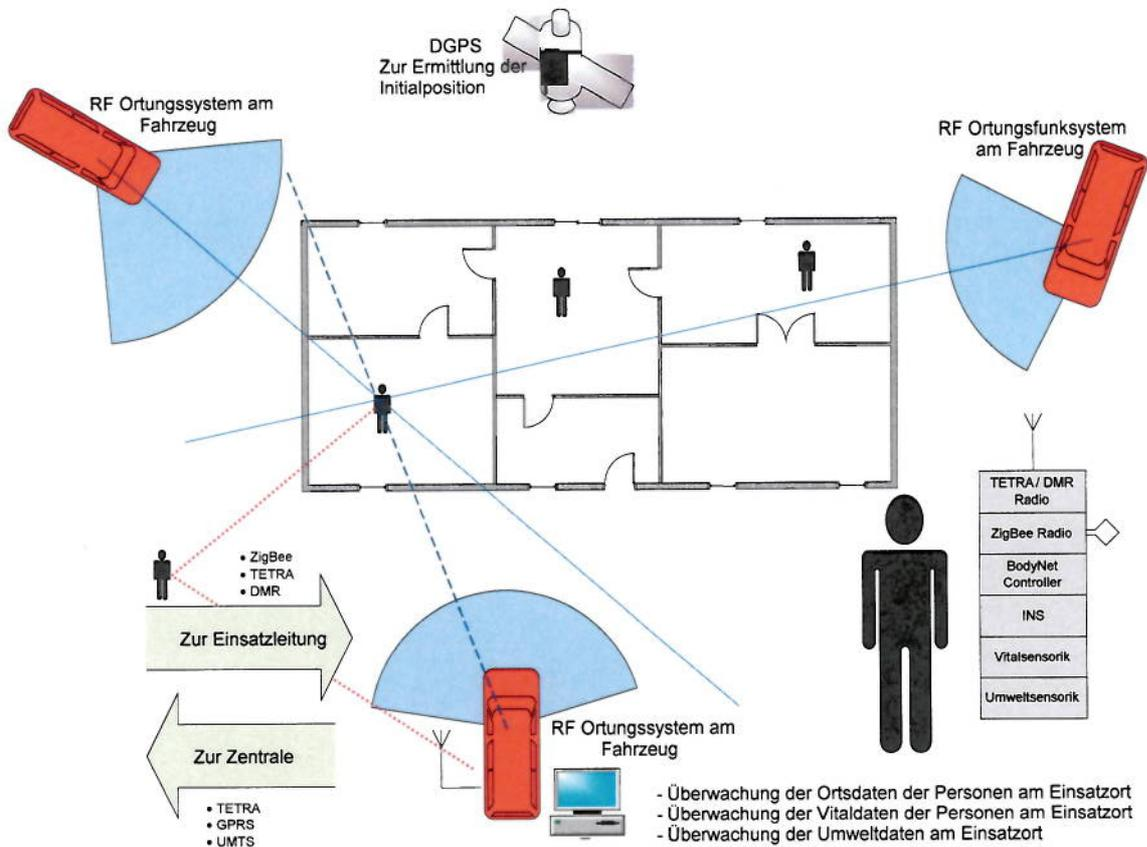 DGPS
Zur Ermittlung der
Initialposition
RF Ortungssystem am
Fahrzeug
RF Ortungsfunksystem
am Fahrzeug
TETRA / DMR
Radio
ZigBee Radio
BodyNet
Controller
INS
Vitalsensorik
Umweltsensorik
• ZigBee
• TETRA
• DMR
Zur Einsatzleitung
Zur Zentrale
• TETRA
• GPRS
• UMTS
RF Ortungssystem am
Fahrzeug
- Überwachung der Ortsdaten der Personen am Einsatzort
- Überwachung der Vitaldaten der Personen am Einsatzort
- Überwachung der Umweltdaten am Einsatzort